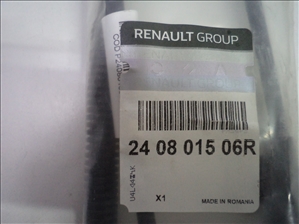 RENAULT GROUP
24 08 015 06R
X1
MADE IN ROMANIA